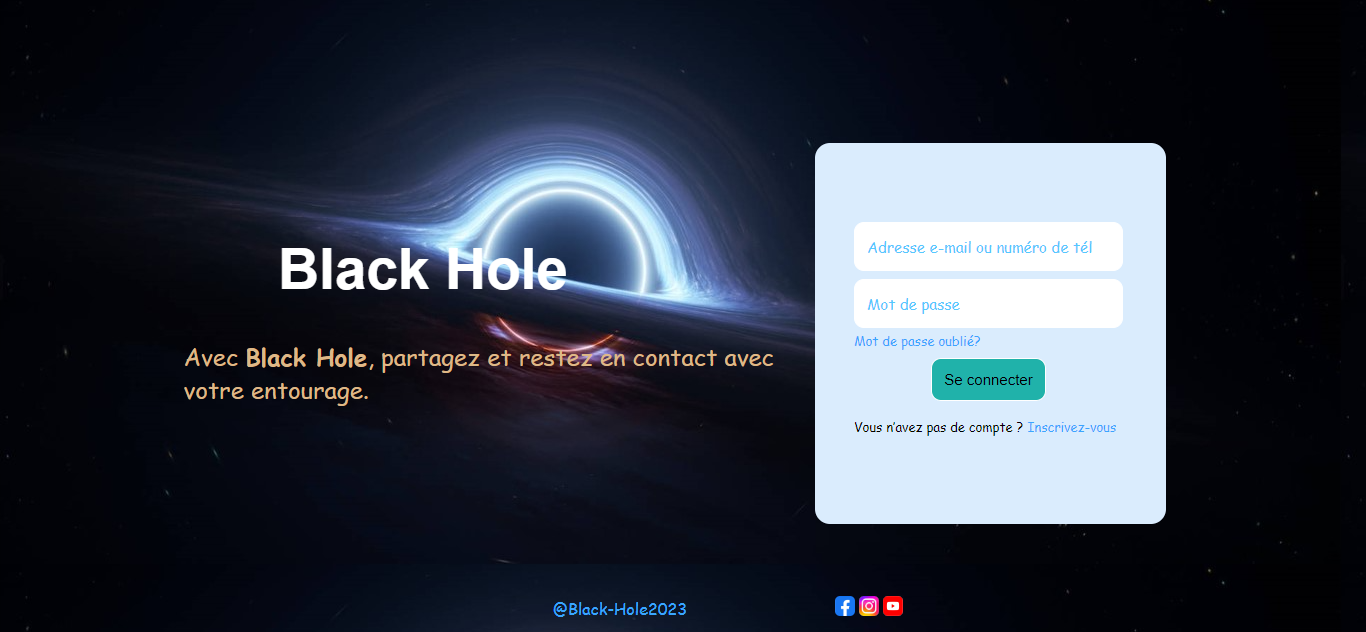 Black Hole
Avec Black Hole, partagez et restez en contact avec
votre entourage.
Adresse e-mail ou numéro de tél
Mot de passe
Mot de passe oublié?
Se connecter
Vous n'avez pas de compte ? Inscrivez-vous
@Black-Hole2023